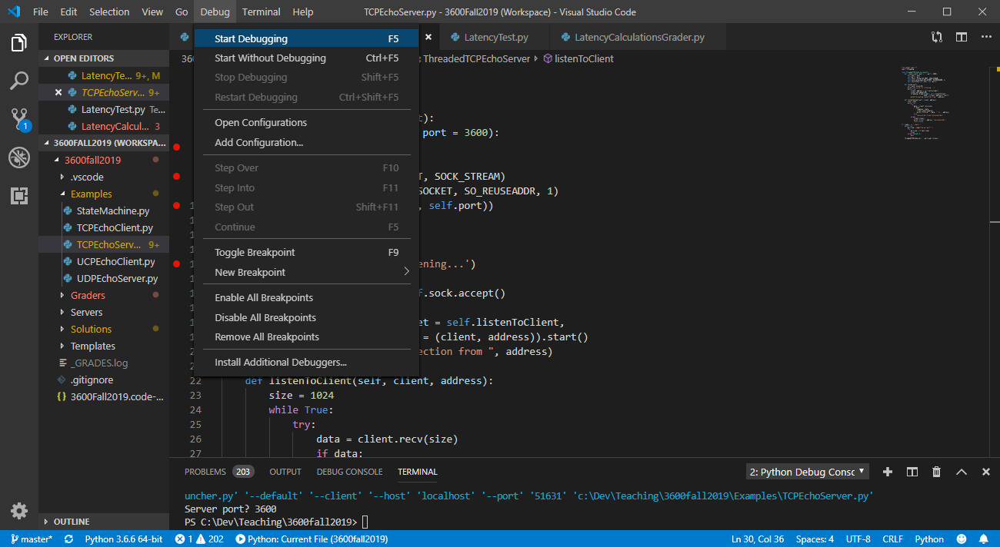 File Edit Selection View Go Debug Terminal Help TCPEchoServer.py - 3600Fall2019 (Workspace) - Visual Studio Code
EXPLORER
OPEN EDITORS
LatencyTe... 9+, M
TCPEchoServ... 9+
LatencyTest.py Te...
LatencyCalcul... 3
3600FALL2019 (WORKSPA...
3600fall2019
.vscode
Examples
StateMachine.py
TCPEchoClient.py
TCPEchoServ... 9+
UCPEchoClient.py
UDPEchoServer.py
Graders
Servers
Solutions
Templates
_GRADES.log
.gitignore
3600Fall2019.code-...
OUTLINE
1
Start Debugging F5
Start Without Debugging Ctrl+F5
Stop Debugging Shift+F5
Restart Debugging Ctrl+Shift+F5
Open Configurations
Add Configuration...
Step Over F10
Step Into F11
Step Out Shift+F11
Continue F5
Toggle Breakpoint F9
New Breakpoint
Enable All Breakpoints
Disable All Breakpoints
Remove All Breakpoints
Install Additional Debuggers...
LatencyTest.py LatencyCalculationsGrader.py
ThreadedTCPEchoServer listenToClient
t):
port = 3600):
T, SOCK_STREAM)
SOCKET, SO_REUSEADDR, 1)
, self.port))
ening...')
f.sock.accept()
et = self.listenToClient,
= (client, address)).start()
ection from ", address)
22 def listenToClient(self, client, address):
23 size = 1024
24 while True:
25 try:
26 data = client.recv(size)
27 if data:
PROBLEMS 203 OUTPUT DEBUG CONSOLE TERMINAL 2: Python Debug Consc
uncher.py' '--default' '--client' '--host' 'localhost' '--port' '51631' 'c:\Dev\Teaching\3600fall2019\Examples\TCPEchoServer.py'
Server port? 3600
PS C:\Dev\Teaching\3600fall2019>
master* Python 3.6.6 64-bit 1 202 Python: Current File (3600fall2019) Ln 30, Col 36 Spaces: 4 UTF-8 CRLF Python